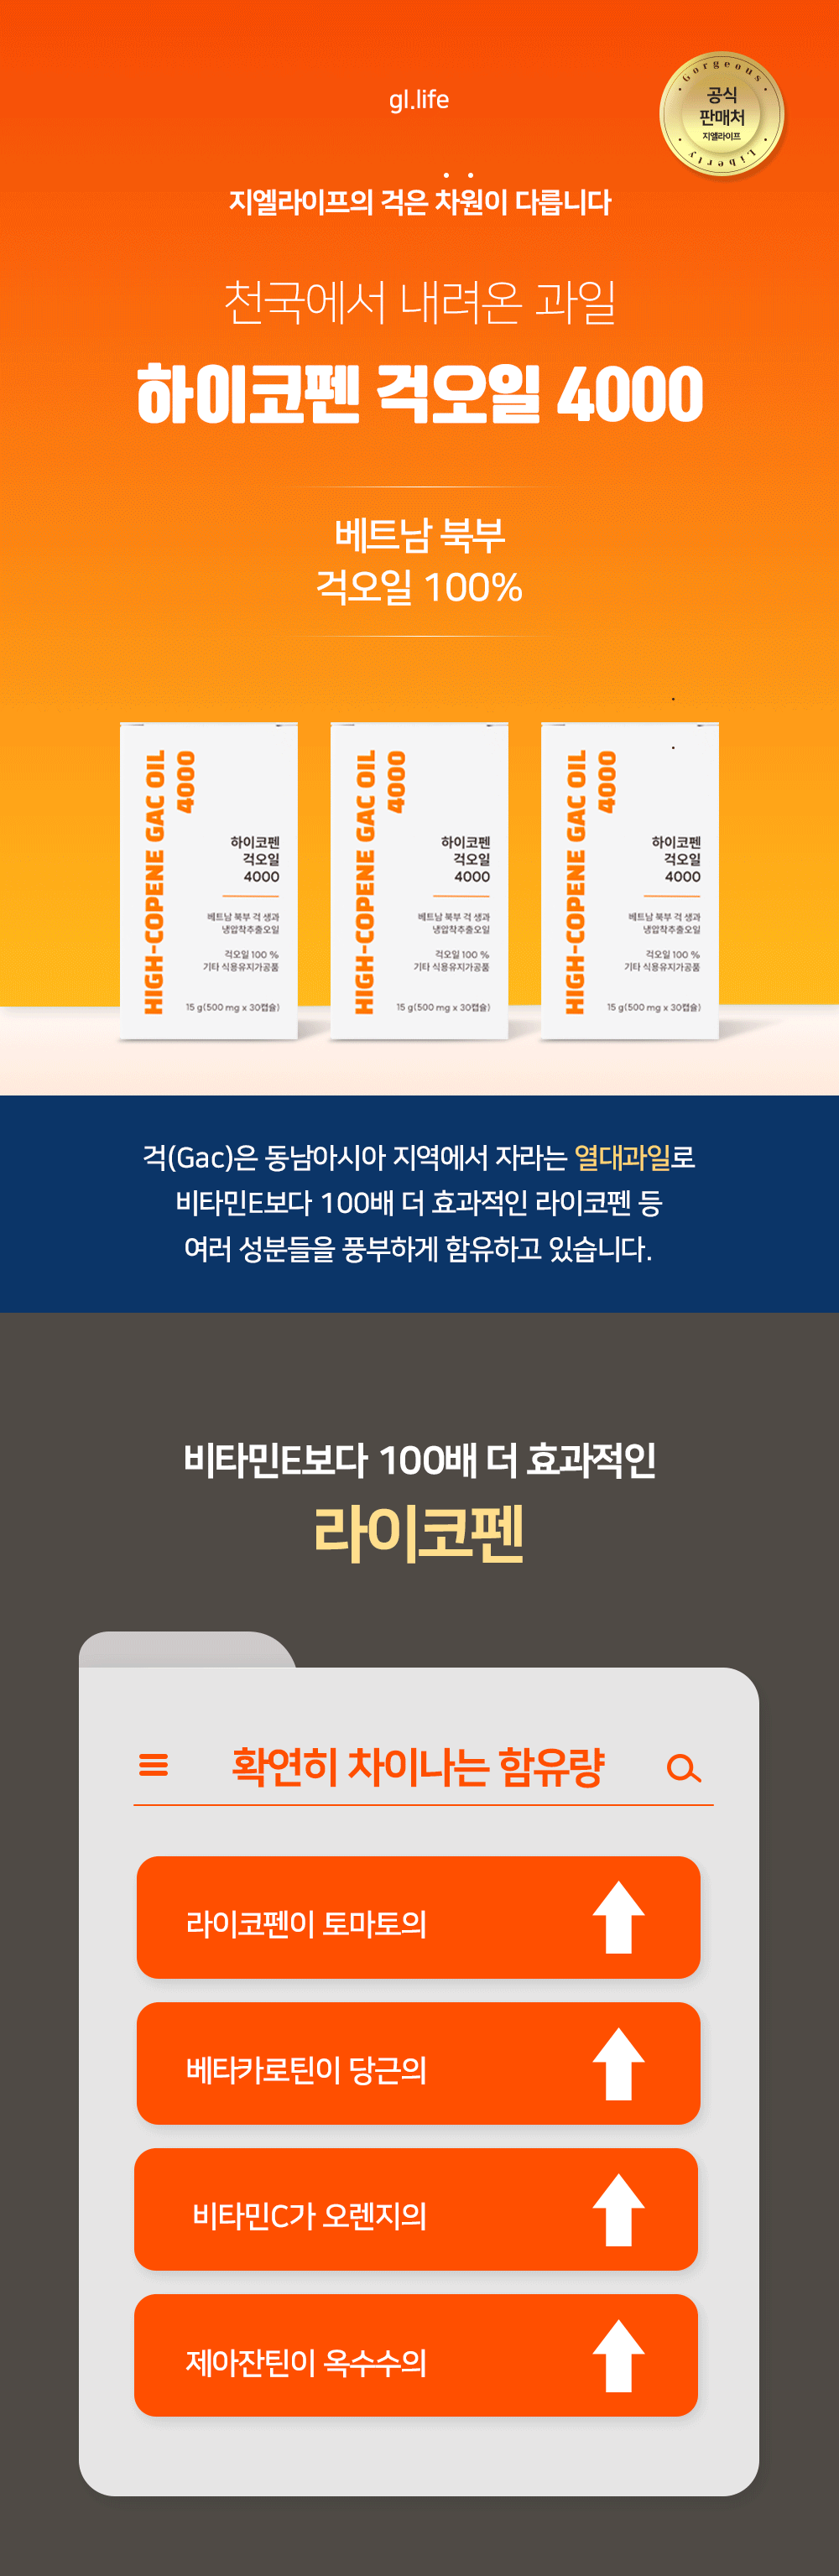 gl.life
Gorgeous
공식
판매처
지엘라이프
Liberty
지엘라이프의 걱은 차원이 다릅니다
천국에서 내려온 과일
하이코펜 걱오일 4000
베트남 북부
걱오일 100%
HIGH-COPENE GAC OIL
4000
하이코펜
걱오일
4000
베트남 북부 걱 생과
냉압착추출오일
걱오일 100 %
기타 식용유지가공품
15 g(500 mg x 30캡슐)
HIGH-COPENE GAC OIL
4000
하이코펜
걱오일
4000
베트남 북부 걱 생과
냉압착추출오일
걱오일 100 %
기타 식용유지가공품
15 g(500 mg x 30캡슐)
HIGH-COPENE GAC OIL
4000
하이코펜
걱오일
4000
베트남 북부 걱 생과
냉압착추출오일
걱오일 100 %
기타 식용유지가공품
15 g(500 mg x 30캡슐)
걱(Gac)은 동남아시아 지역에서 자라는 열대과일로
비타민E보다 100배 더 효과적인 라이코펜 등
여러 성분들을 풍부하게 함유하고 있습니다.
비타민E보다 100배 더 효과적인
라이코펜
확연히 차이나는 함유량
라이코펜이 토마토의
베타카로틴이 당근의
비타민C가 오렌지의
제아잔틴이 옥수수의